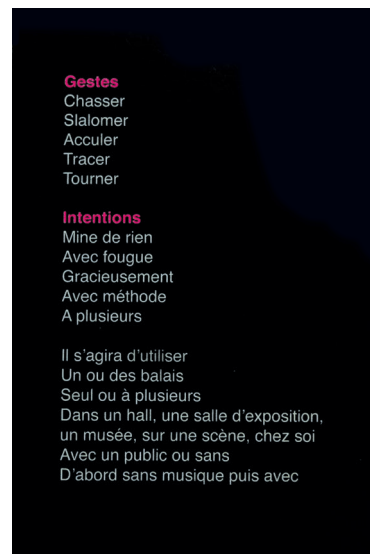 Gestes
Chasser
Slalomer
Acculer
Tracer
Tourner
Intentions
Mine de rien
Avec fougue
Gracieusement
Avec méthode
A plusieurs
Il s'agira d'utiliser
Un ou des balais
Seul ou à plusieurs
Dans un hall, une salle d'exposition,
un musée, sur une scène, chez soi
Avec un public ou sans
D'abord sans musique puis avec